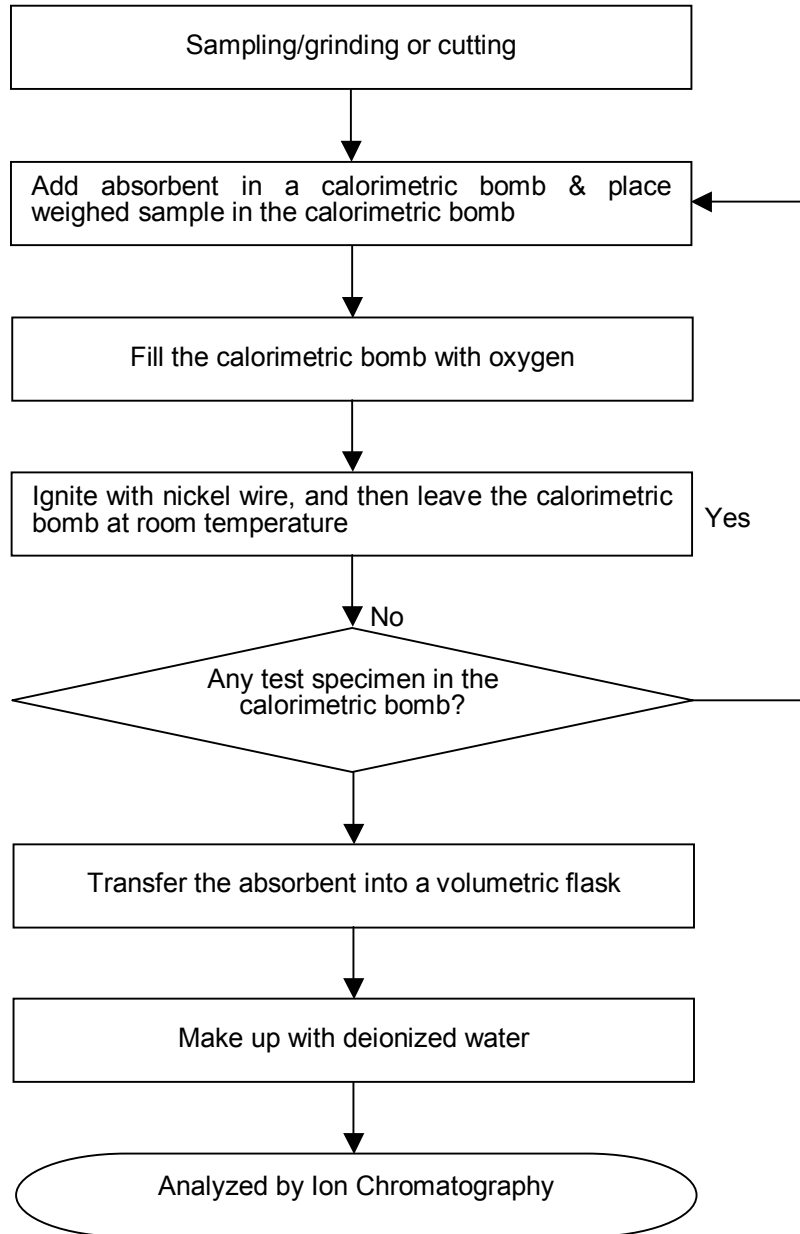 Sampling/grinding or cutting
Add absorbent in a calorimetric bomb & place
weighed sample in the calorimetric bomb
Fill the calorimetric bomb with oxygen
Ignite with nickel wire, and then leave the calorimetric
bomb at room temperature
Yes
No
Any test specimen in the
calorimetric bomb?
Transfer the absorbent into a volumetric flask
Make up with deionized water
Analyzed by Ion Chromatography